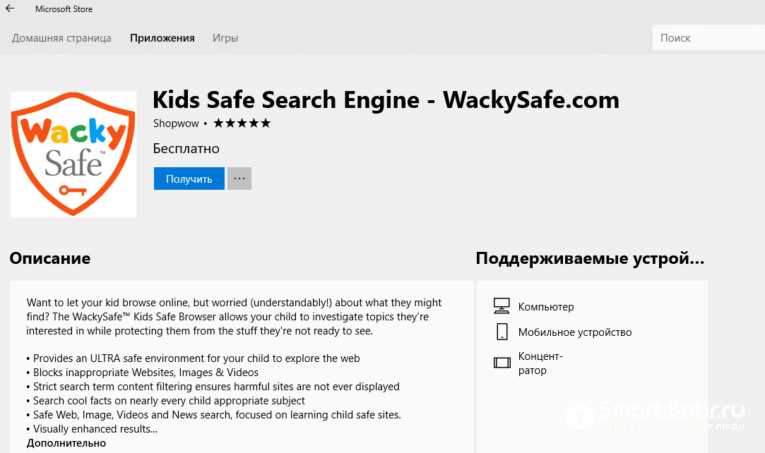 Microsoft Store
Домашняя страница Приложения Игры Поиск
Wacky
Safe™
Kids Safe Search Engine - WackySafe.com
Shopwow • ★★★★★
Бесплатно
Получить ...
Описание
Want to let your kid browse online, but worried (understandably!) about what they might
find? The WackySafe™ Kids Safe Browser allows your child to investigate topics they're
interested in while protecting them from the stuff they're not ready to see.
• Provides an ULTRA safe environment for your child to explore the web
• Blocks inappropriate Websites, Images & Videos
• Strict search term content filtering ensures harmful sites are not ever displayed
• Search cool facts on nearly every child appropriate subject
• Safe Web, Image, Videos and News search, focused on learning child safe sites.
• Visually enhanced results...
Дополнительно
Поддерживаемые устрой...
Компьютер
Мобильное устройство
Концент-
ратор
SmartBobr.ru
люди